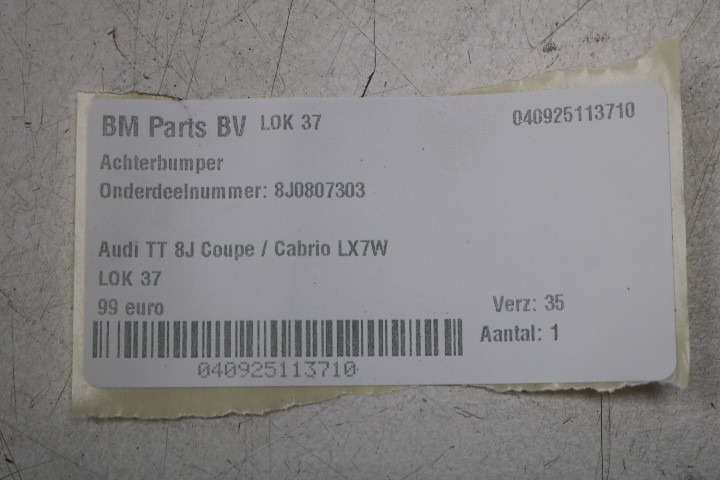 BM Parts BV LOK 37 040925113710
Achterbumper
Onderdeelnummer: 8J0807303
Audi TT 8J Coupe / Cabrio LX7W
LOK 37
99 euro Verz: 35
Aantal: 1
040925113710